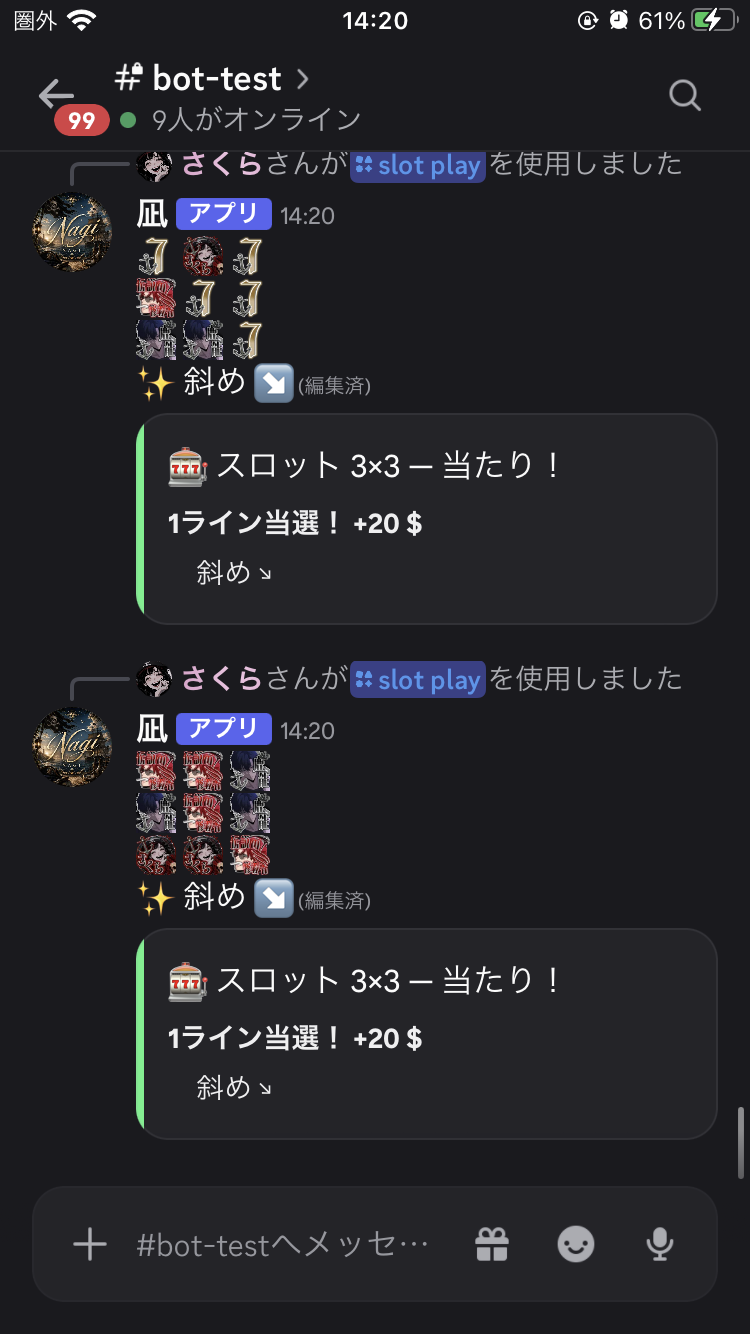 圏外 14:20 61%
# bot-test >
99 9人がオンライン
さくらさんが slot play を使用しました
Nagi
凪 アプリ 14:20
✨ 斜め ↘️ (編集済)
🎰 スロット 3×3 — 当たり！
1ライン当選！ +20 $
斜め↘
さくらさんが slot play を使用しました
Nagi
凪 アプリ 14:20
✨ 斜め ↘️ (編集済)
🎰 スロット 3×3 — 当たり！
1ライン当選！ +20 $
斜め↘
#bot-testへメッセ…